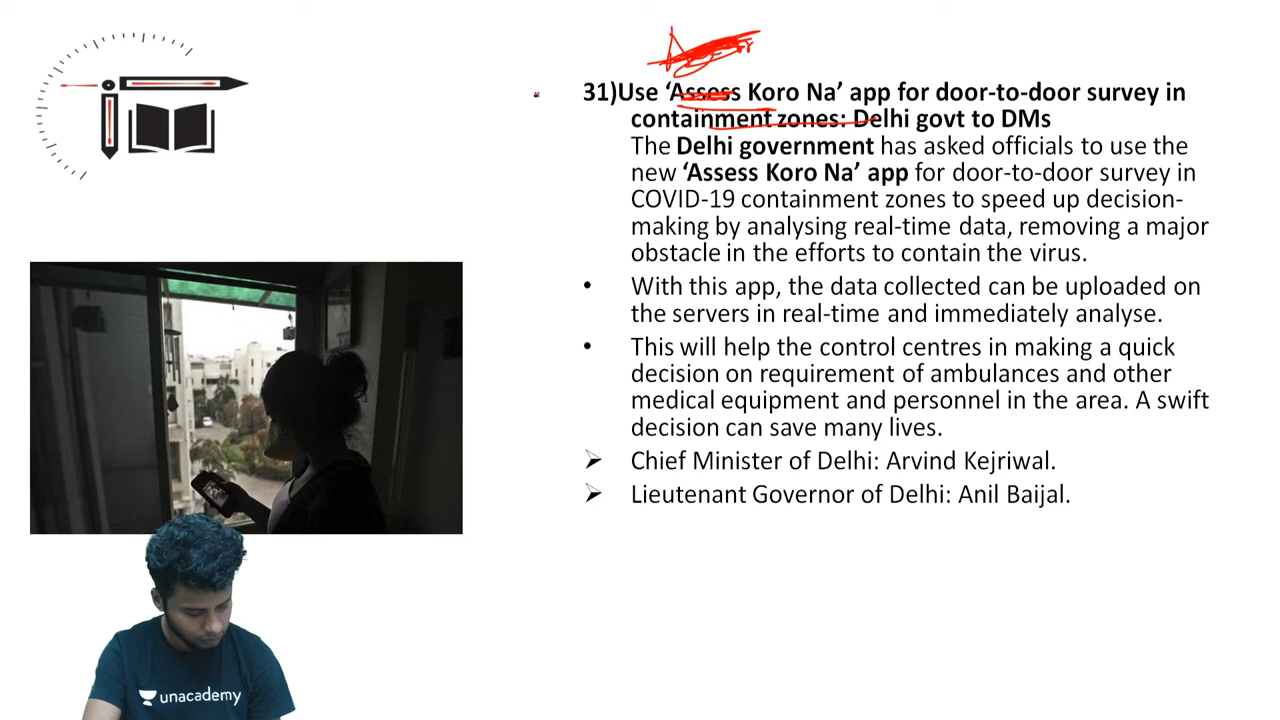 31)Use ‘Assess Koro Na’ app for door-to-door survey in
containment zones: Delhi govt to DMs
The Delhi government has asked officials to use the
new ‘Assess Koro Na’ app for door-to-door survey in
COVID-19 containment zones to speed up decision-
making by analysing real-time data, removing a major
obstacle in the efforts to contain the virus.
• With this app, the data collected can be uploaded on
the servers in real-time and immediately analyse.
• This will help the control centres in making a quick
decision on requirement of ambulances and other
medical equipment and personnel in the area. A swift
decision can save many lives.
➢ Chief Minister of Delhi: Arvind Kejriwal.
➢ Lieutenant Governor of Delhi: Anil Baijal.
unacademy